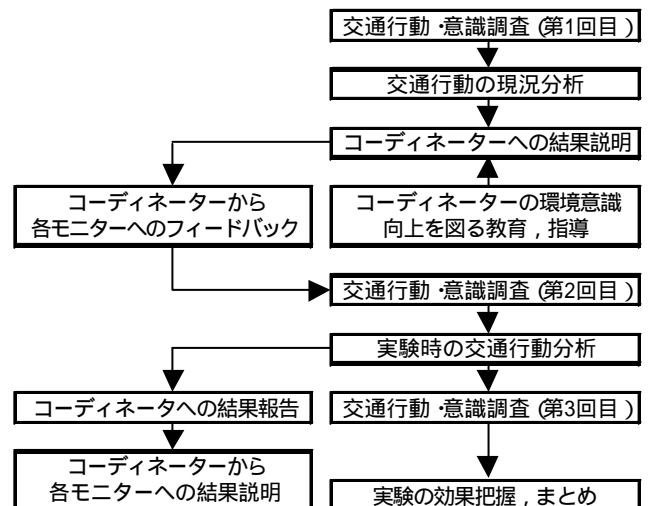 交通行動・意識調査(第1回目)
交通行動の現況分析
コーディネーターへの結果説明
コーディネーターから
各モニターへのフィードバック
コーディネーターの環境意識
向上を図る教育,指導
交通行動・意識調査(第2回目)
実験時の交通行動分析
コーディネータへの結果報告
交通行動・意識調査(第3回目)
コーディネーターから
各モニターへの結果説明
実験の効果把握,まとめ